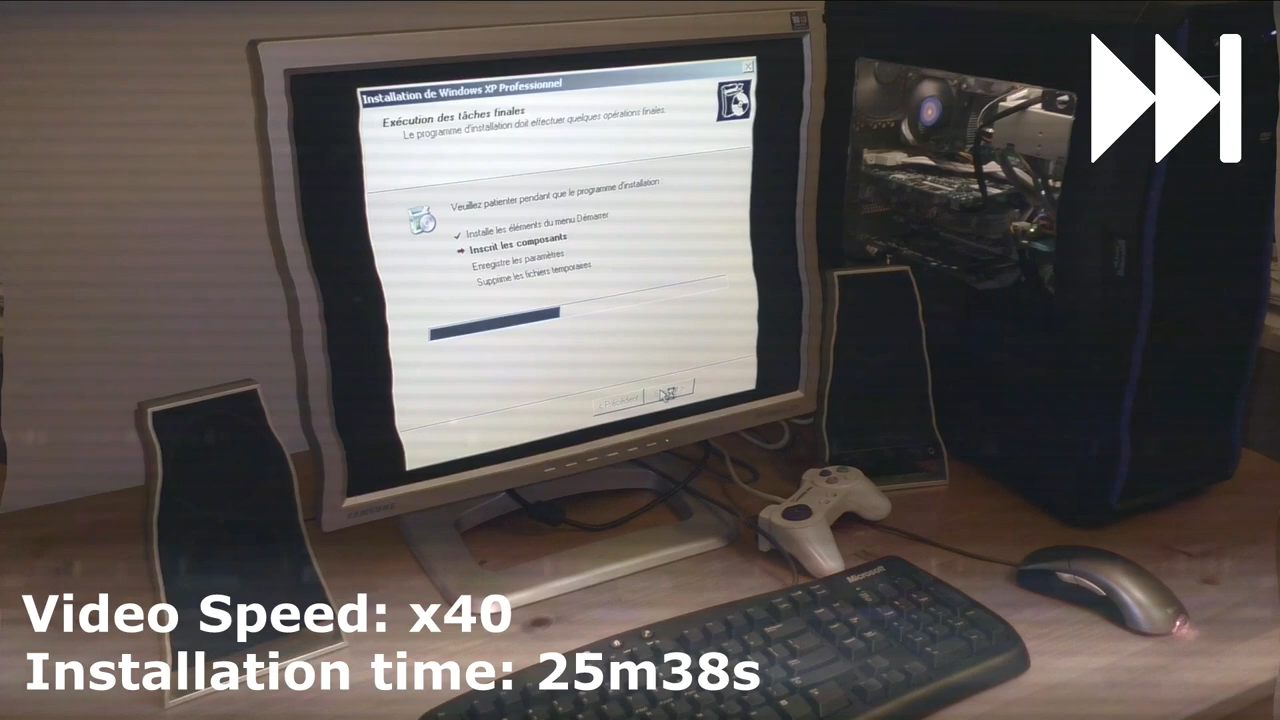 Installation de Windows XP Professionnel
Exécution des tâches finales
Le programme d'installation doit effectuer quelques opérations finales.
Veuillez patienter pendant que le programme d'installation :
Installe les éléments du menu Démarrer
Inscrit les composants
Enregistre les paramètres
Supprime les fichiers temporaires
< Précédent
SAMSUNG
Microsoft
Video Speed: x40
Installation time: 25m38s